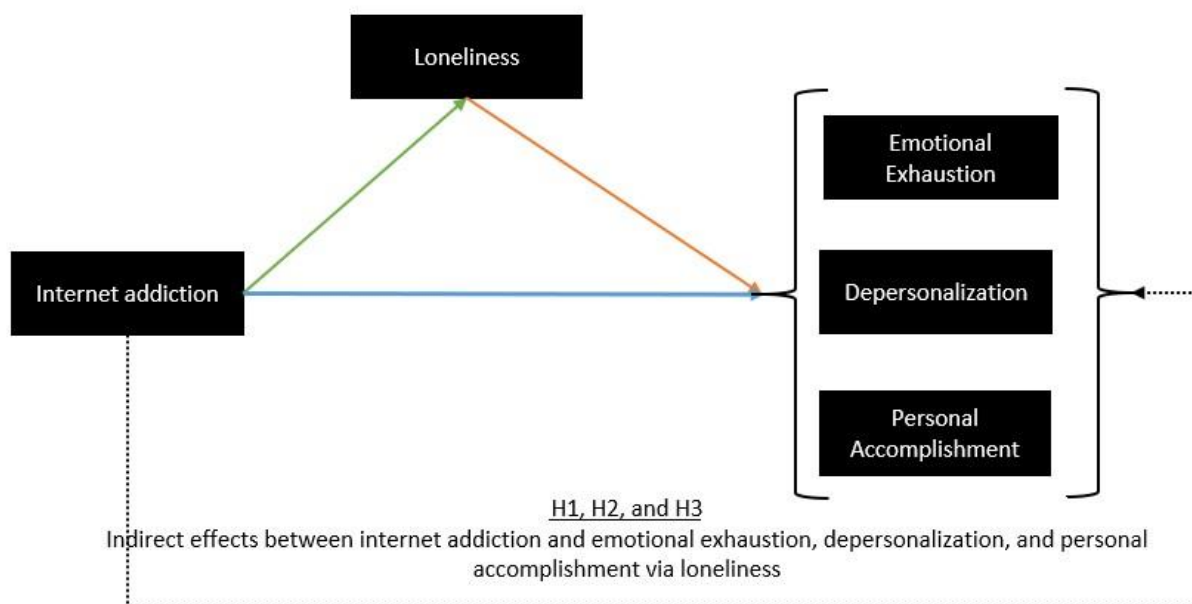 Loneliness
Internet addiction
Emotional
Exhaustion
Depersonalization
Personal
Accomplishment
H1, H2, and H3
Indirect effects between internet addiction and emotional exhaustion, depersonalization, and personal
accomplishment via loneliness